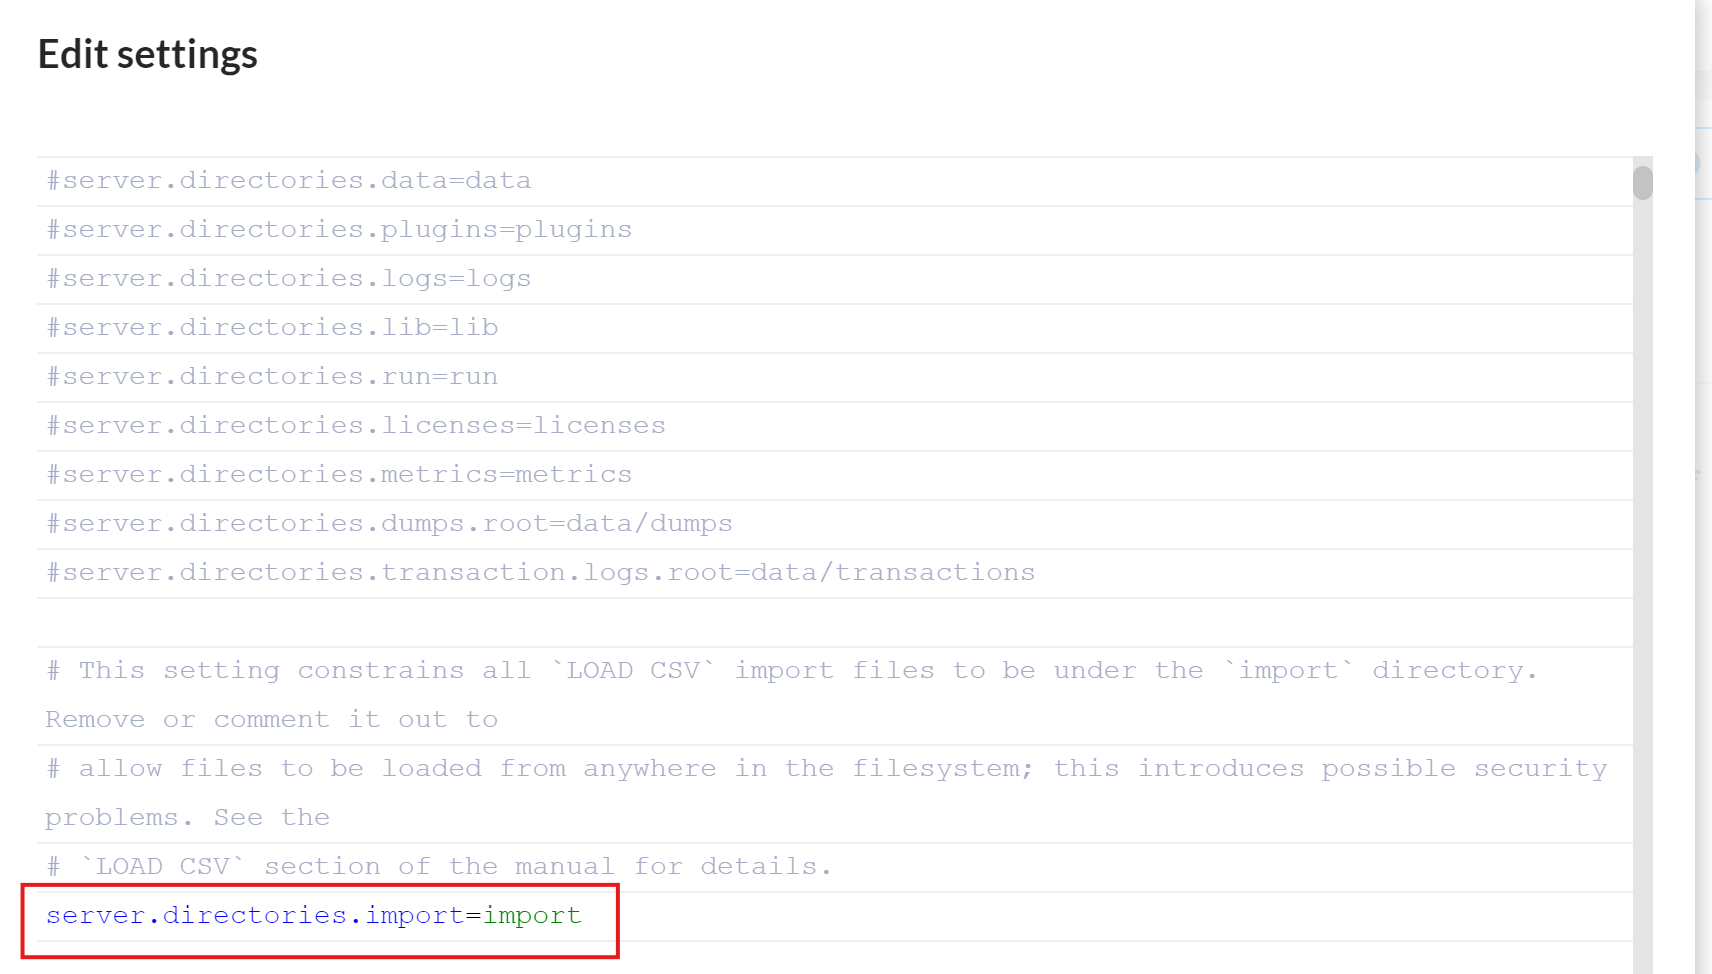 Edit settings
#server.directories.data=data
#server.directories.plugins=plugins
#server.directories.logs=logs
#server.directories.lib=lib
#server.directories.run=run
#server.directories.licenses=licenses
#server.directories.metrics=metrics
#server.directories.dumps.root=data/dumps
#server.directories.transaction.logs.root=data/transactions
# This setting constrains all `LOAD CSV` import files to be under the `import` directory.
Remove or comment it out to
# allow files to be loaded from anywhere in the filesystem; this introduces possible security
problems. See the
# `LOAD CSV` section of the manual for details.
server.directories.import=import